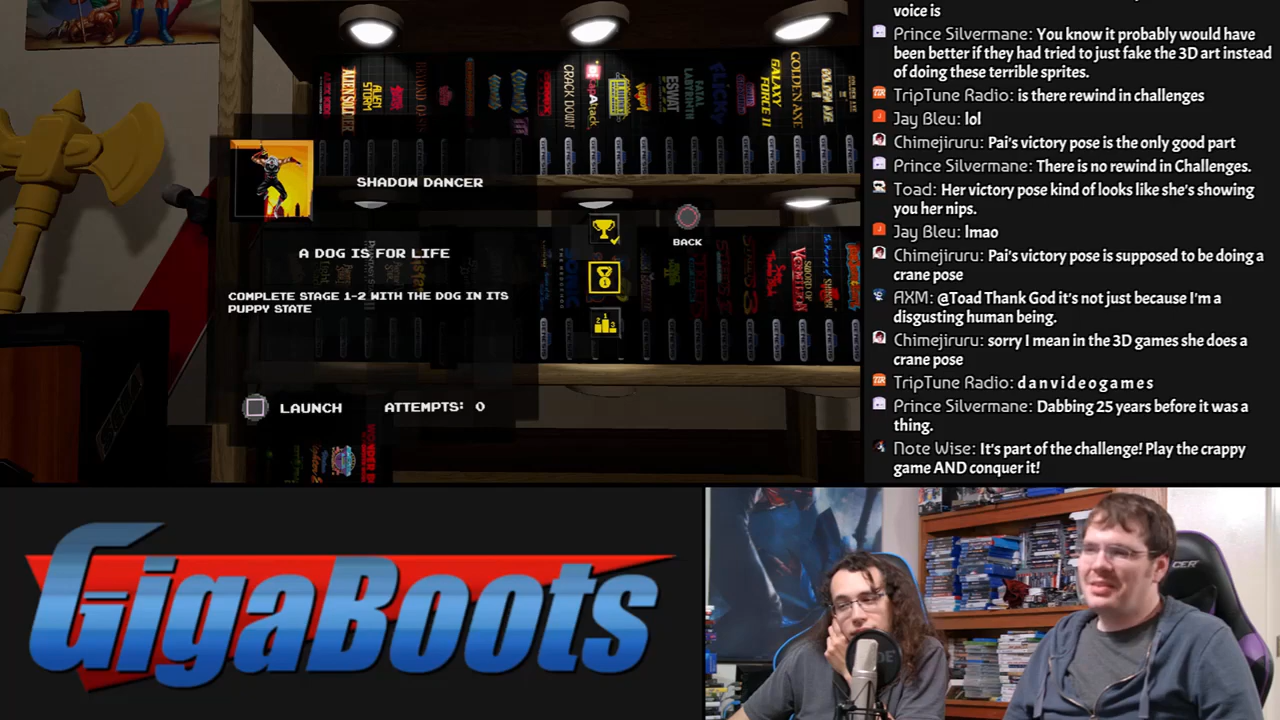 ALIEN SOLDIER
ALIEN STORM
BEYOND OASIS
CRACK DOWN
ESWAT
FATAL LABYRINTH
FLICKY
GALAXY FORCE II
GOLDEN AXE
SHADOW DANCER
BACK
A DOG IS FOR LIFE
COMPLETE STAGE 1-2 WITH THE DOG IN ITS
PUPPY STATE
LAUNCH
ATTEMPTS: 0
SWORD OF VERMILION
voice is
Prince Silvermane: You know it probably would have
been better if they had tried to just fake the 3D art instead
of doing these terrible sprites.
TripTune Radio: is there rewind in challenges
Jay Bleu: lol
Chimejiruru: Pai's victory pose is the only good part
Prince Silvermane: There is no rewind in Challenges.
Toad: Her victory pose kind of looks like she's showing
you her nips.
Jay Bleu: lmao
Chimejiruru: Pai's victory pose is supposed to be doing a
crane pose
AXM: @Toad Thank God it's not just because I'm a
disgusting human being.
Chimejiruru: sorry I mean in the 3D games she does a
crane pose
TripTune Radio: d a n v i d e o g a m e s
Prince Silvermane: Dabbing 25 years before it was a
thing.
Note Wise: It's part of the challenge! Play the crappy
game AND conquer it!
GigaBoots